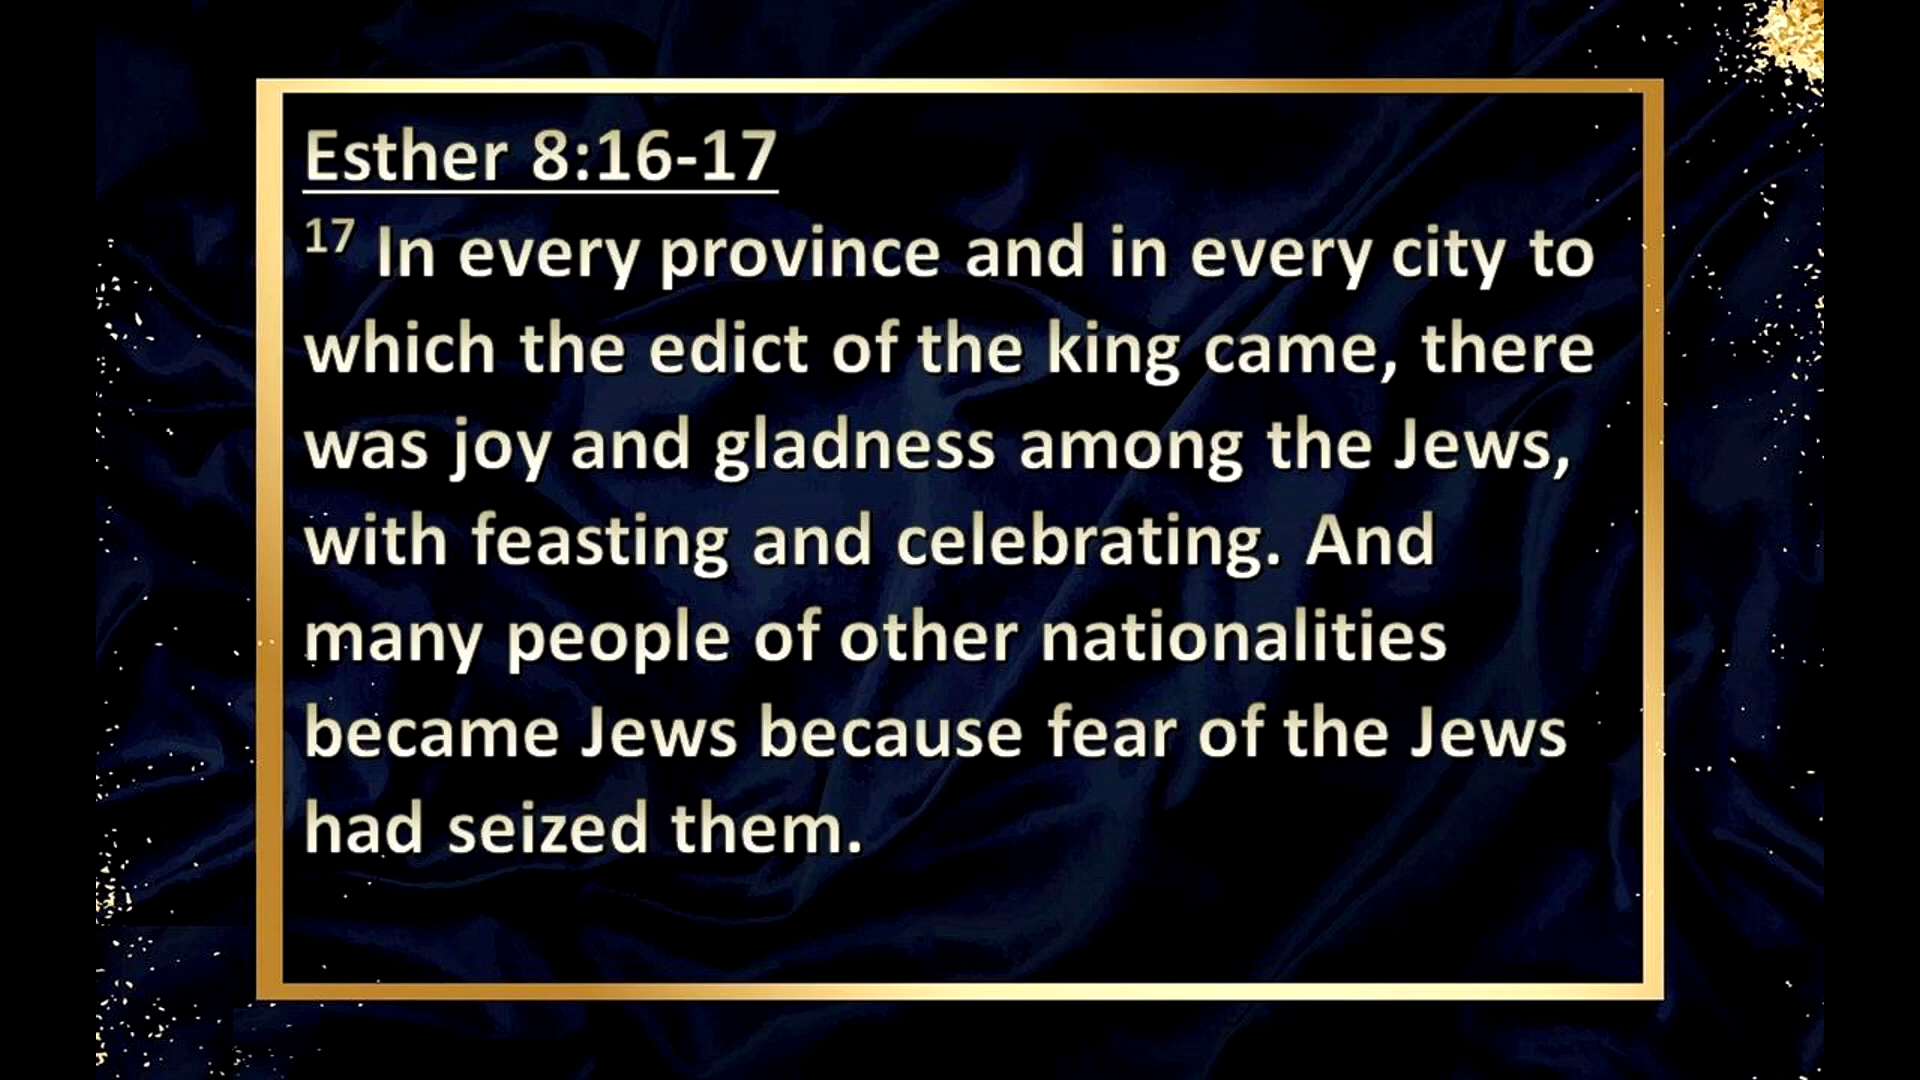 Esther 8:16-17
17 In every province and in every city to
which the edict of the king came, there
was joy and gladness among the Jews,
with feasting and celebrating. And
many people of other nationalities
became Jews because fear of the Jews
had seized them.